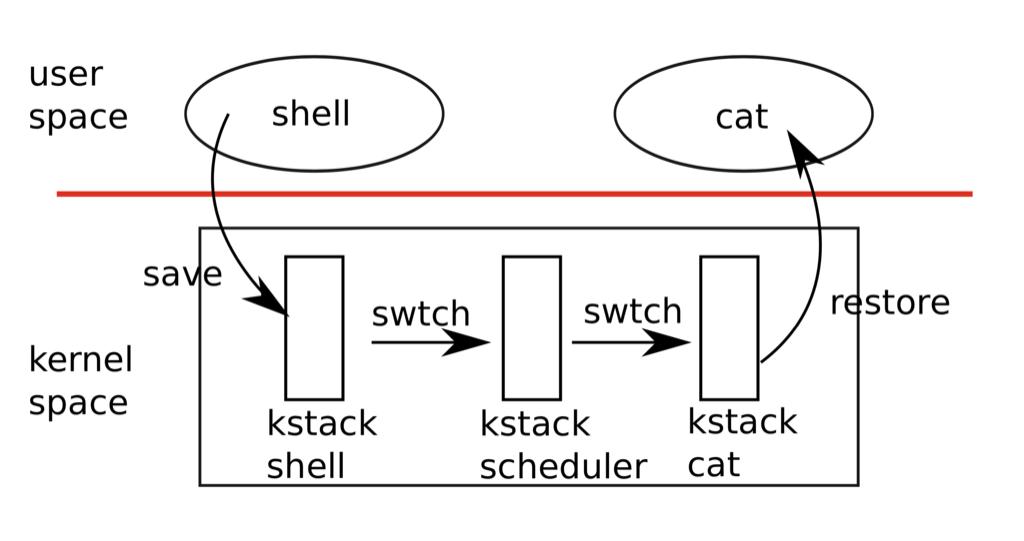 user
space
shell
cat
save
swtch
swtch
restore
kernel
space
kstack
shell
kstack
scheduler
kstack
cat